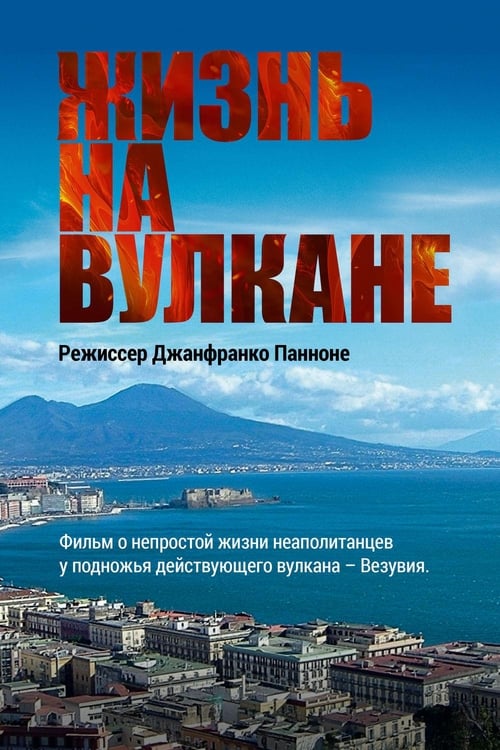 ЖИЗНЬ
НА
ВУЛКАНЕ
Режиссер Джанфранко Панноне
Фильм о непростой жизни неаполитанцев
у подножья действующего вулкана – Везувия.